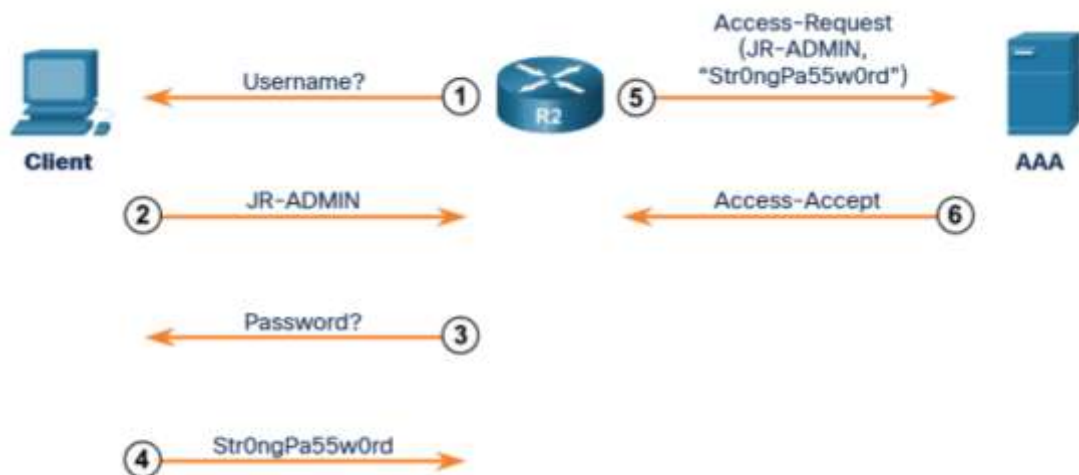 Username?
1
R2
5
Access-Request
(JR-ADMIN,
"Str0ngPa55w0rd")
Client
AAA
2
JR-ADMIN
Access-Accept
6
Password?
3
4
Str0ngPa55w0rd